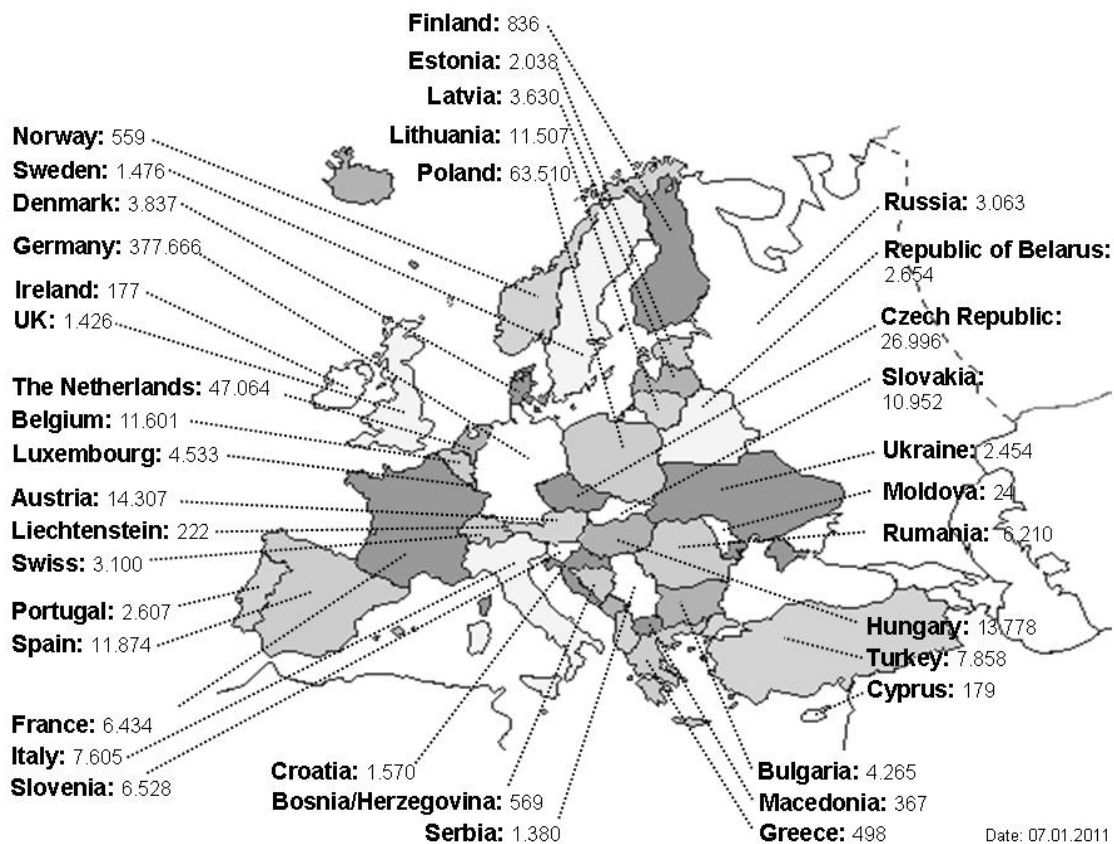 Finland: 836
Estonia: 2.038
Latvia: 3.630
Lithuania: 11.507
Poland: 63.510
Norway: 559
Sweden: 1.476
Denmark: 3.837
Germany: 377.666
Ireland: 177
UK: 1.426
The Netherlands: 47.064
Belgium: 11.601
Luxembourg: 4.533
Austria: 14.307
Liechtenstein: 222
Swiss: 3.100
Portugal: 2.607
Spain: 11.874
France: 6.434
Italy: 7.605
Slovenia: 6.528
Croatia: 1.570
Bosnia/Herzegovina: 569
Serbia: 1.380
Russia: 3.063
Republic of Belarus:
2.654
Czech Republic:
26.996
Slovakia:
10.952
Ukraine: 2.454
Moldova: 24
Rumania: 6.210
Hungary: 13.778
Turkey: 7.858
Cyprus: 179
Bulgaria: 4.265
Macedonia: 367
Greece: 498
Date: 07.01.2011